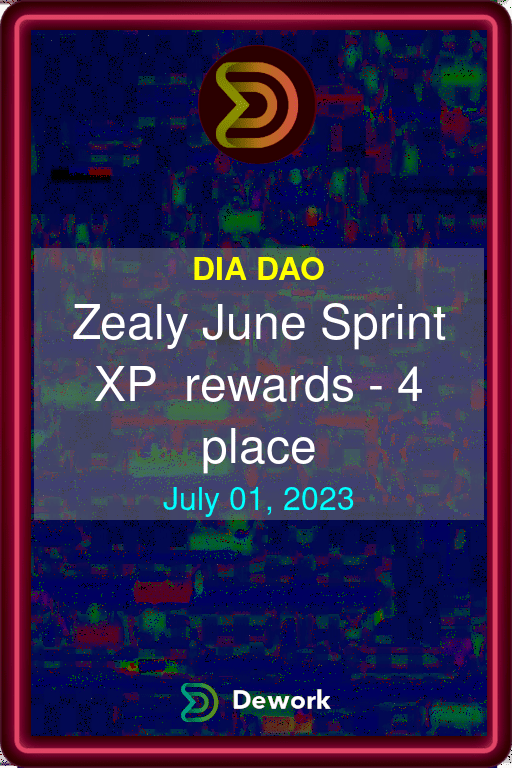 DIA DAO
Zealy June Sprint
XP  rewards - 4
place
July 01, 2023
Dework